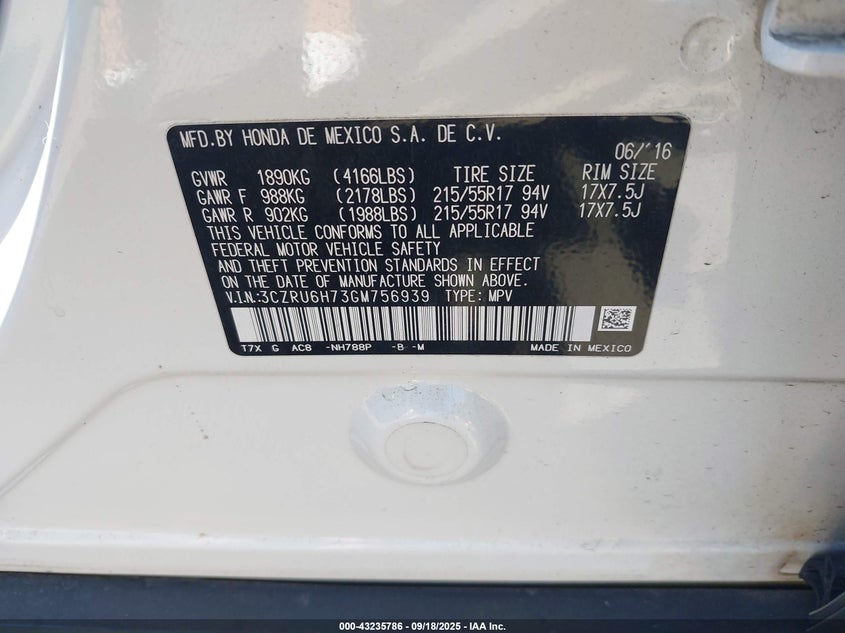 MFD.BY HONDA DE MEXICO S.A. DE C.V.
06/'16
GVWR 1890KG (4166LBS) TIRE SIZE RIM SIZE
GAWR F 988KG (2178LBS) 215/55R17 94V 17X7.5J
GAWR R 902KG (1988LBS) 215/55R17 94V 17X7.5J
THIS VEHICLE CONFORMS TO ALL APPLICABLE
FEDERAL MOTOR VEHICLE SAFETY
AND THEFT PREVENTION STANDARDS IN EFFECT
ON THE DATE OF MANUFACTURE SHOWN ABOVE.
V.I.N:3CZRU6H73GM756939 TYPE: MPV
T7X G AC8 -NH788P -B -M MADE IN MEXICO
000-43235786 - 09/18/2025 - IAA Inc.